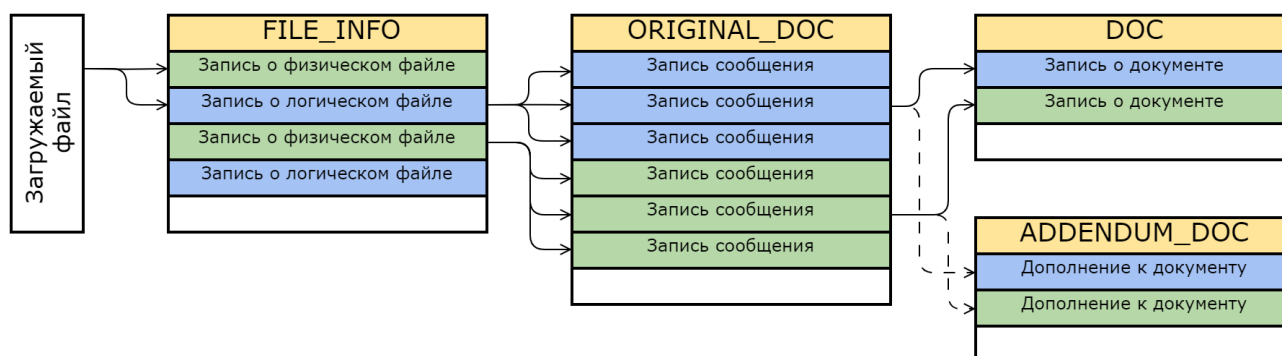 Загружаемый
файл
FILE_INFO
Запись о физическом файле
Запись о логическом файле
Запись о физическом файле
Запись о логическом файле
ORIGINAL_DOC
Запись сообщения
Запись сообщения
Запись сообщения
Запись сообщения
Запись сообщения
Запись сообщения
DOC
Запись о документе
Запись о документе
ADDENDUM_DOC
Дополнение к документу
Дополнение к документу